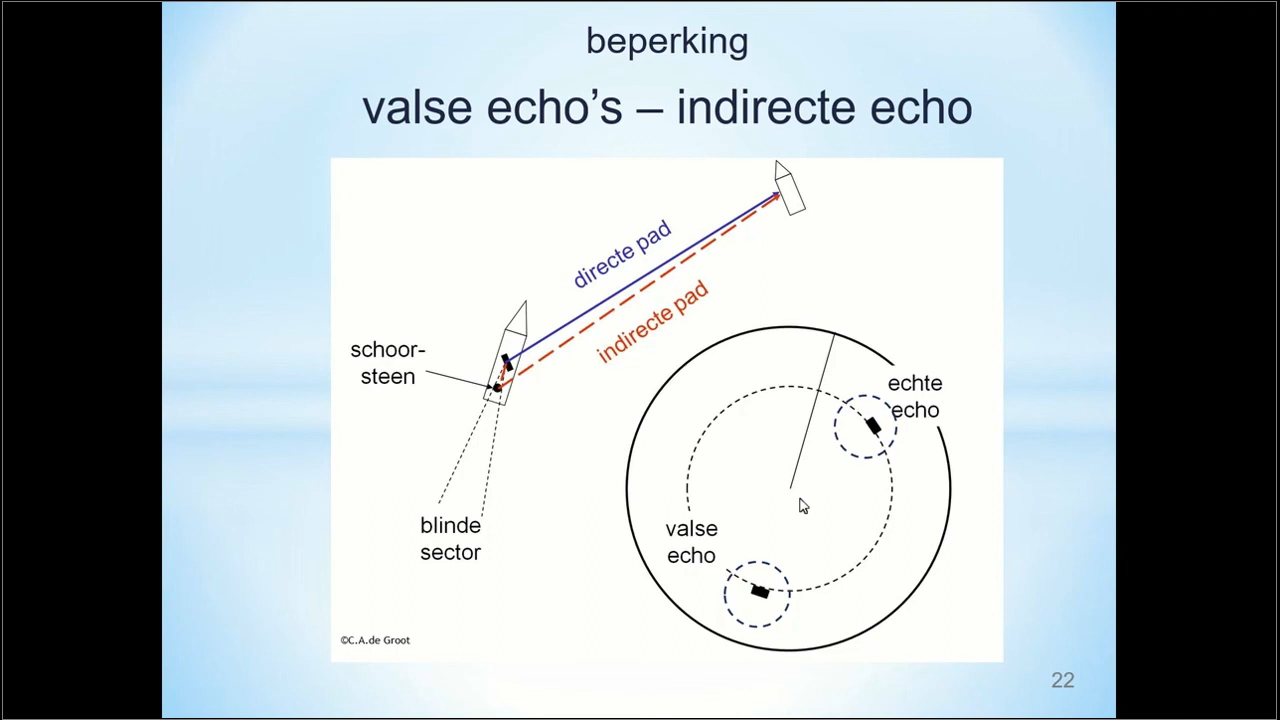 beperking
valse echo’s – indirecte echo
directe pad
indirecte pad
schoor-
steen
echte
echo
valse
echo
blinde
sector
©C.A.de Groot
22